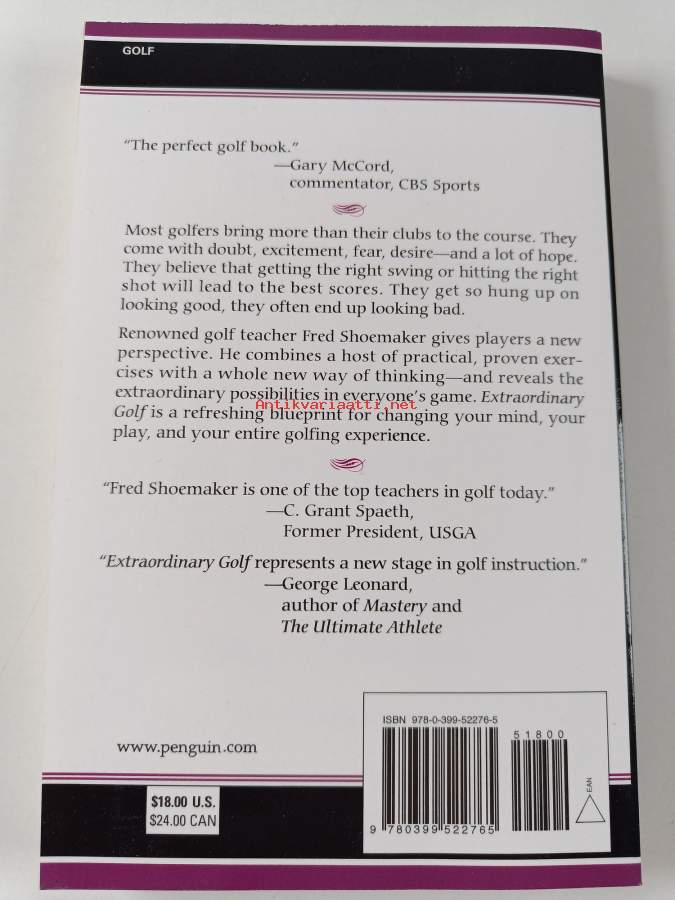 GOLF
“The perfect golf book.”
—Gary McCord,
commentator, CBS Sports
Most golfers bring more than their clubs to the course. They
come with doubt, excitement, fear, desire—and a lot of hope.
They believe that getting the right swing or hitting the right
shot will lead to the best scores. They get so hung up on
looking good, they often end up looking bad.
Renowned golf teacher Fred Shoemaker gives players a new
perspective. He combines a host of practical, proven exer-
cises with a whole new way of thinking—and reveals the
extraordinary possibilities in everyone’s game. Extraordinary
Antikvariaatti.net
Golf is a refreshing blueprint for changing your mind, your
play, and your entire golfing experience.
“Fred Shoemaker is one of the top teachers in golf today.”
—C. Grant Spaeth,
Former President, USGA
“Extraordinary Golf represents a new stage in golf instruction.”
—George Leonard,
author of Mastery and
The Ultimate Athlete
www.penguin.com
$18.00 U.S.
$24.00 CAN
ISBN 978-0-399-52276-5
51800
9 780399 522765
EAN